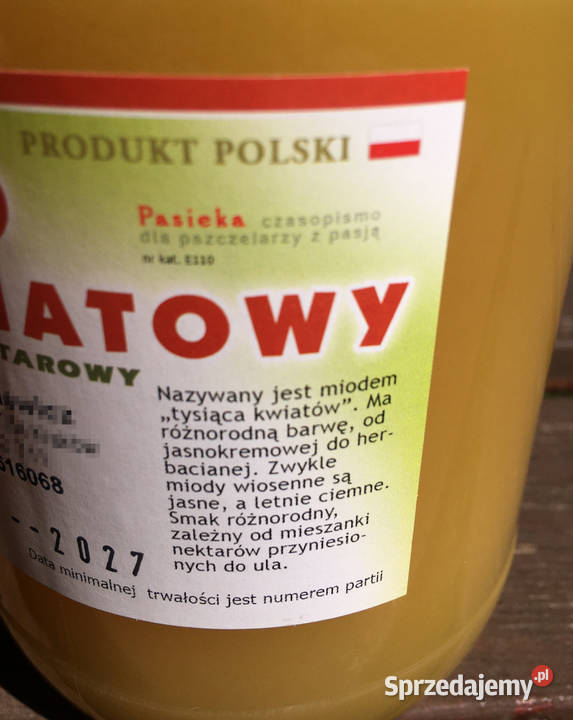 PRODUKT POLSKI
Pasieka czasopismo
dla pszczelarzy z pasją
nr kat. E110
IATOWY
TAROWY
616068
Nazywany jest miodem
„tysiąca kwiatów”. Ma
różnorodną barwę, od
jasnokremowej do her-
bacianej. Zwykle
miody wiosenne są
jasne, a letnie ciemne.
Smak różnorodny,
zależny od mieszanki
nektarów przyniesio-
nych do ula.
--2027
Data minimalnej trwałości jest numerem partii
Sprzedajemy.pl